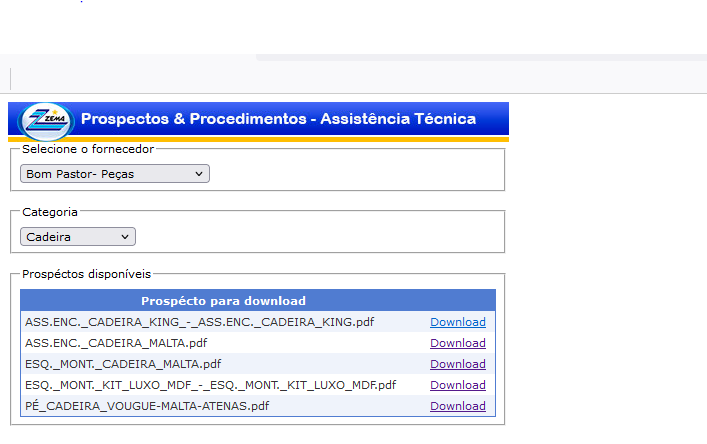 ZEMA
Prospectos & Procedimentos - Assistência Técnica
Selecione o fornecedor
Bom Pastor- Peças
Categoria
Cadeira
Prospéctos disponíveis
Prospécto para download
ASS.ENC._CADEIRA_KING_-_ASS.ENC._CADEIRA_KING.pdf Download
ASS.ENC._CADEIRA_MALTA.pdf Download
ESQ._MONT._CADEIRA_MALTA.pdf Download
ESQ._MONT._KIT_LUXO_MDF_-_ESQ._MONT._KIT_LUXO_MDF.pdf Download
PÉ_CADEIRA_VOUGUE-MALTA-ATENAS.pdf Download